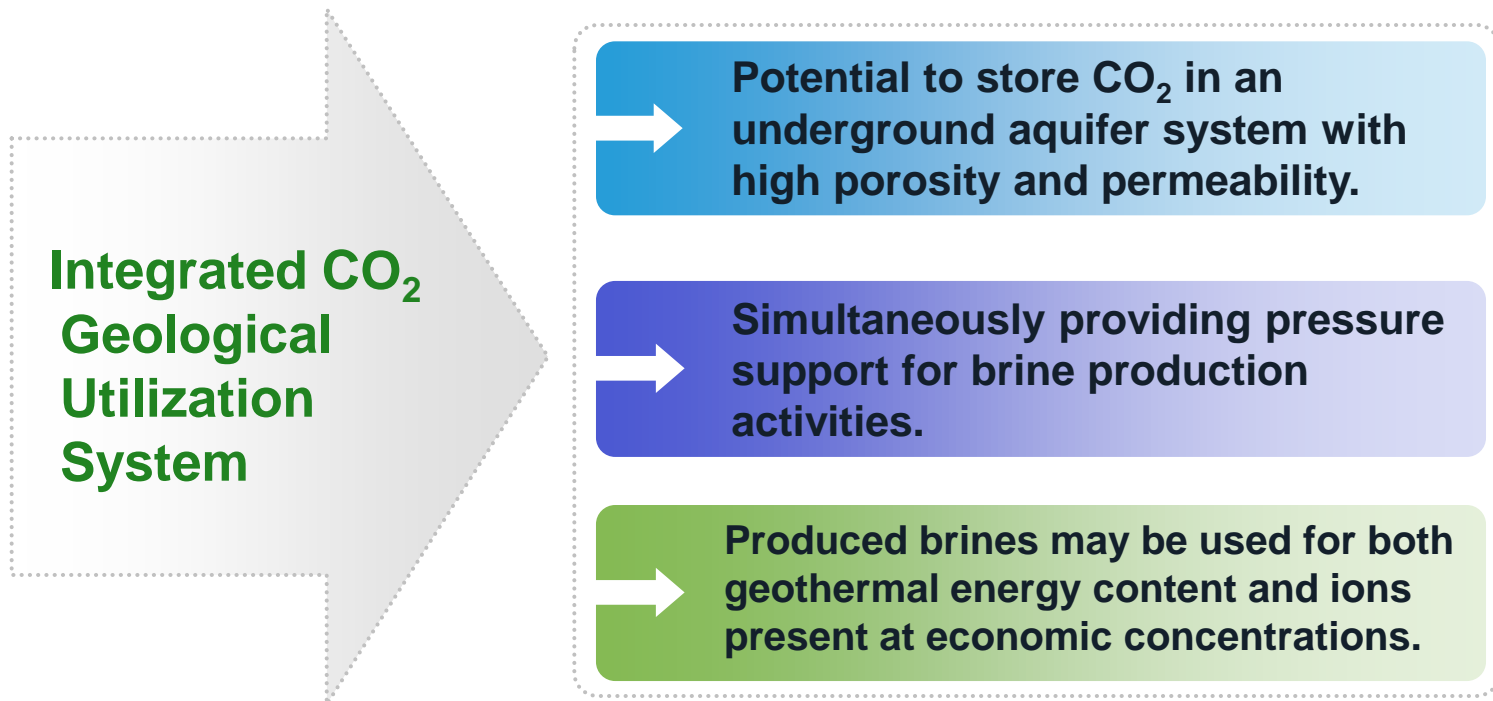 Integrated CO₂
Geological
Utilization
System
Potential to store CO₂ in an
underground aquifer system with
high porosity and permeability.
Simultaneously providing pressure
support for brine production
activities.
Produced brines may be used for both
geothermal energy content and ions
present at economic concentrations.